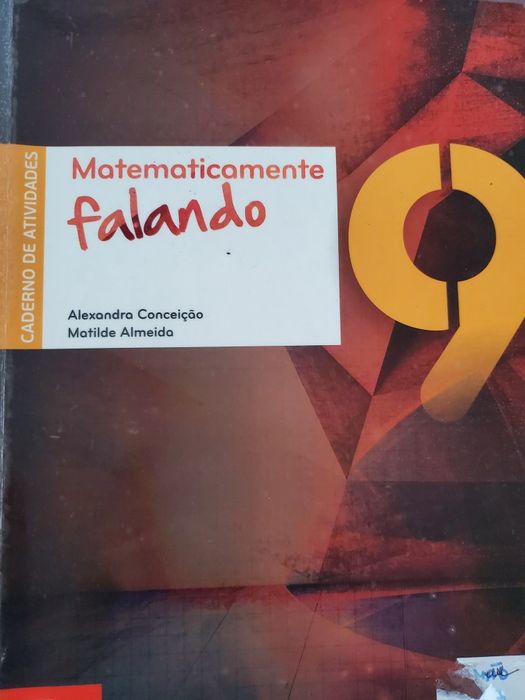 CADERNO DE ATIVIDADES
Matematicamente
falando
9
Alexandra Conceição
Matilde Almeida